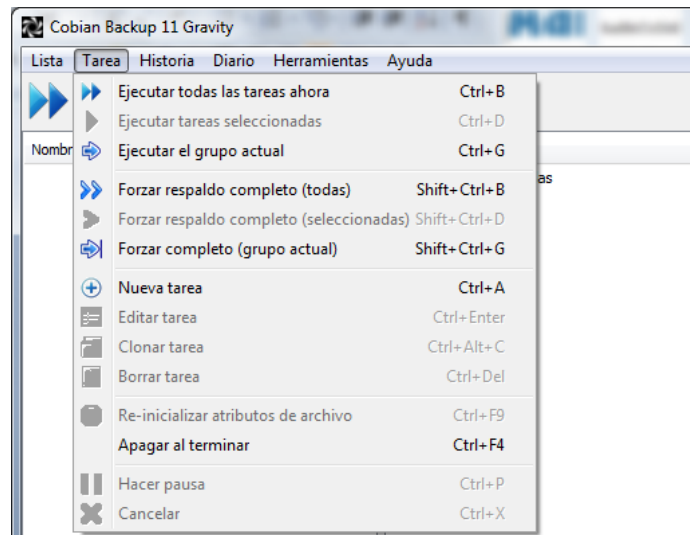 Cobian Backup 11 Gravity
Lista Tarea Historia Diario Herramientas Ayuda
Ejecutar todas las tareas ahora Ctrl+B
Ejecutar tareas seleccionadas Ctrl+D
Nombr Ejecutar el grupo actual Ctrl+G
Forzar respaldo completo (todas) Shift+Ctrl+B
as
Forzar respaldo completo (seleccionadas) Shift+Ctrl+D
Forzar completo (grupo actual) Shift+Ctrl+G
Nueva tarea Ctrl+A
Editar tarea Ctrl+Enter
Clonar tarea Ctrl+Alt+C
Borrar tarea Ctrl+Del
Re-inicializar atributos de archivo Ctrl+F9
Apagar al terminar Ctrl+F4
Hacer pausa Ctrl+P
Cancelar Ctrl+X